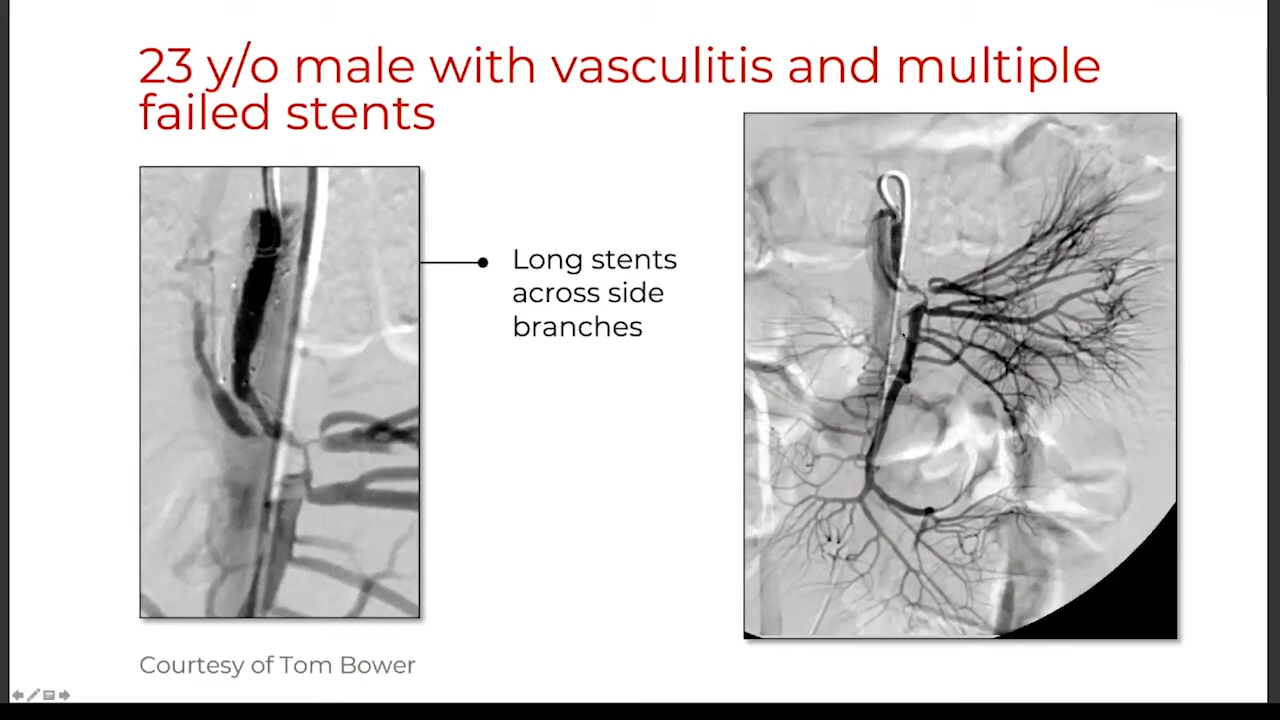 23 y/o male with vasculitis and multiple
failed stents
Long stents
across side
branches
Courtesy of Tom Bower